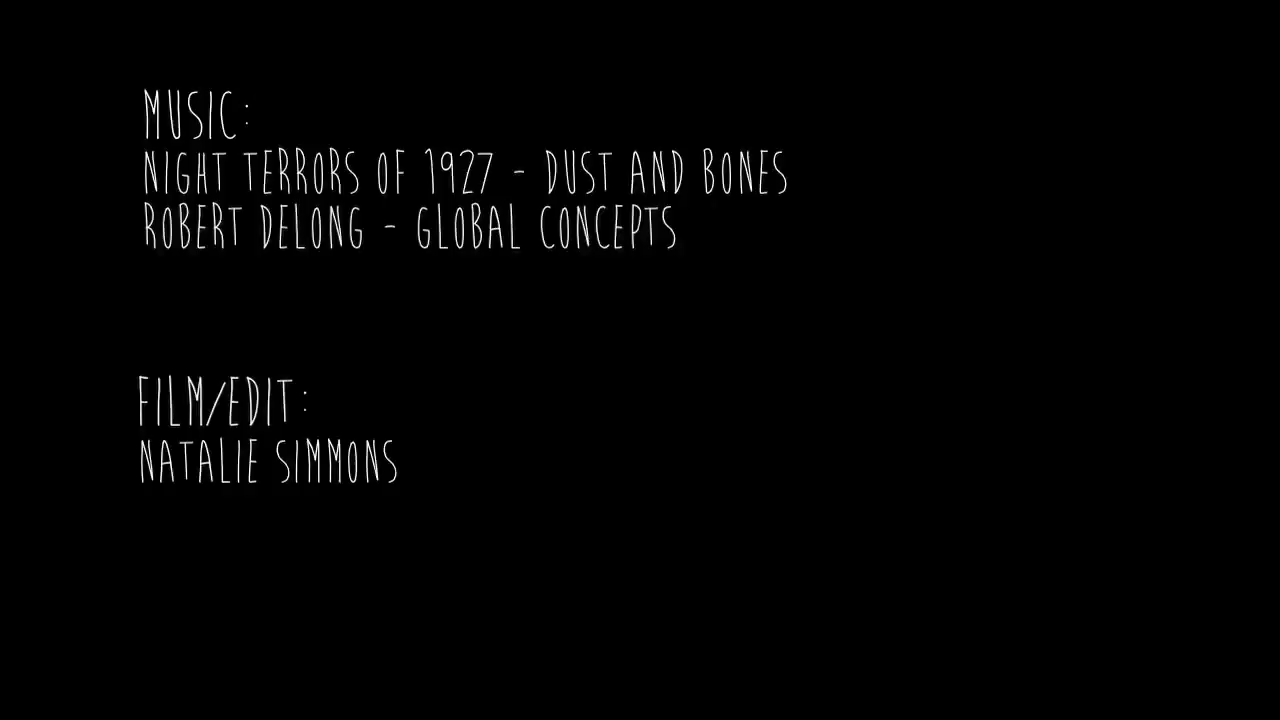 MUSIC:
NIGHT TERRORS OF 1927 - DUST AND BONES
ROBERT DELONG - GLOBAL CONCEPTS
FILM/EDIT:
NATALIE SIMMONS